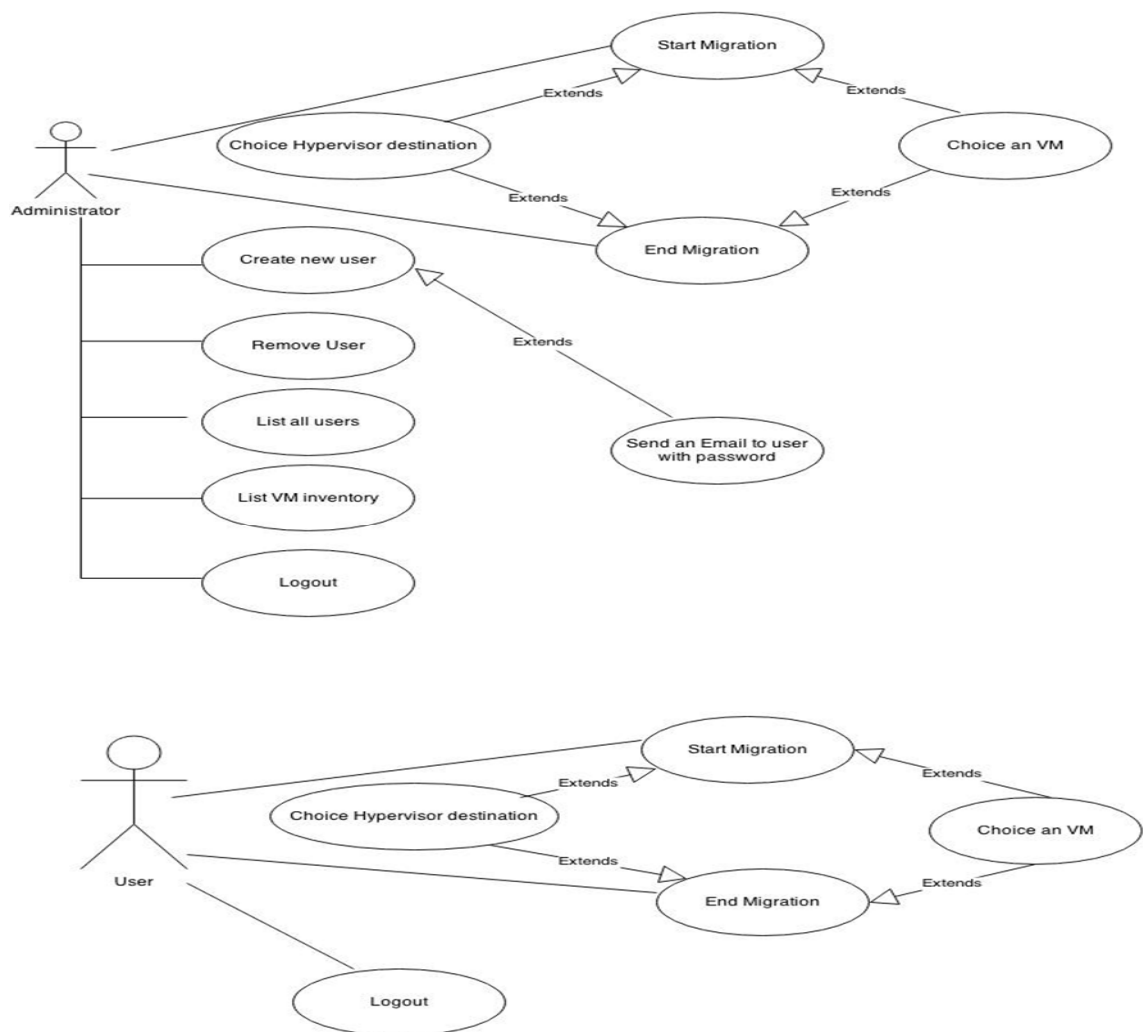 Start Migration
Extends
Extends
Choice Hypervisor destination
Choice an VM
Administrator
Extends
Extends
End Migration
Create new user
Extends
Remove User
List all users
Send an Email to user
with password
List VM inventory
Logout
Start Migration
Extends
Extends
Choice Hypervisor destination
Choice an VM
Extends
Extends
User
End Migration
Logout